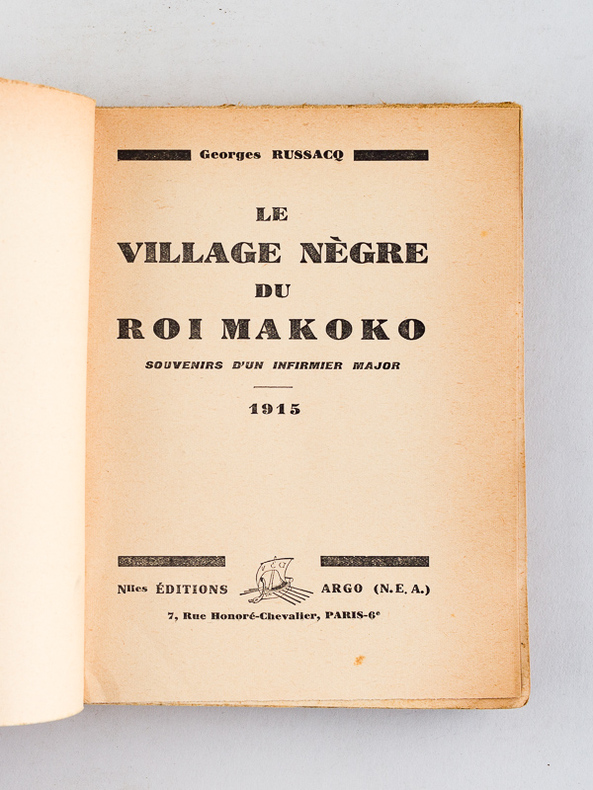 Georges RUSSACQ
LE
VILLAGE NÈGRE
DU
ROI MAKOKO
SOUVENIRS D'UN INFIRMIER MAJOR
1915
Nlles ÉDITIONS ARGO (N.E.A.)
7, Rue Honoré-Chevalier, PARIS-6e